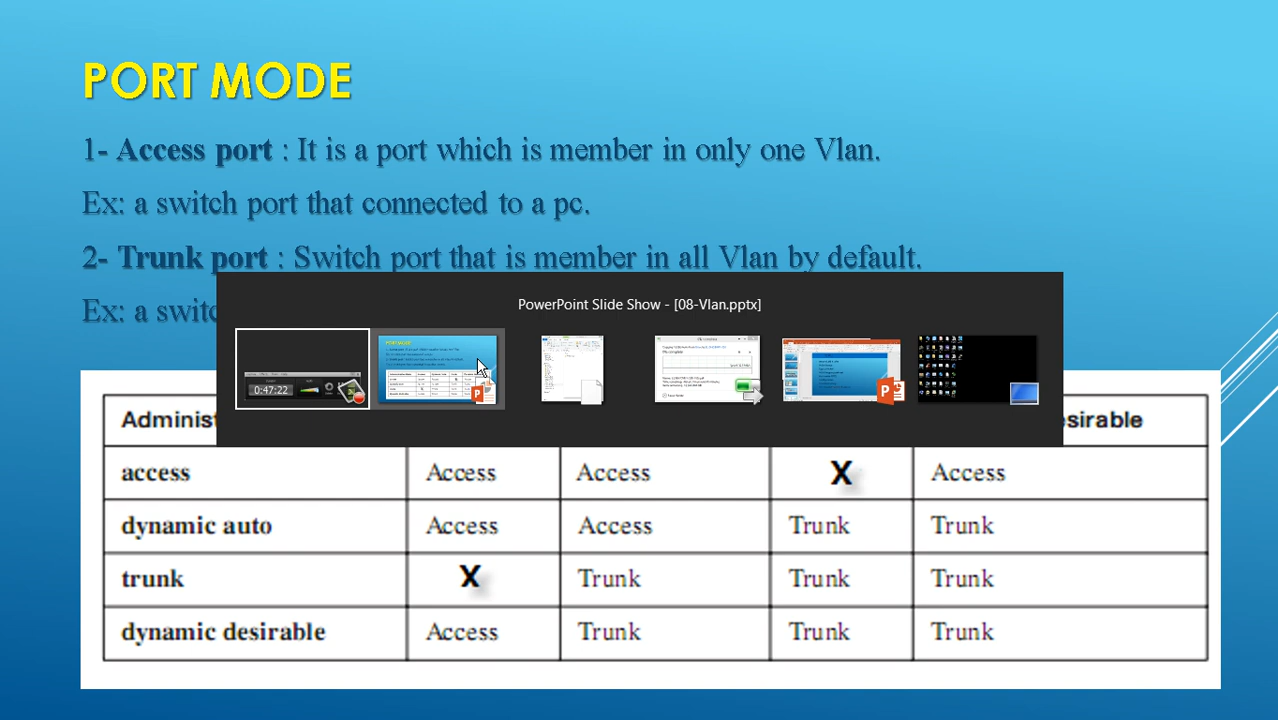 PORT MODE
1- Access port : It is a port which is member in only one Vlan.
Ex: a switch port that connected to a pc.
2- Trunk port : Switch port that is member in all Vlan by default.
Ex: a switc
PowerPoint Slide Show - [08-Vlan.pptx]
0:47:22
Adminis sirable
access Access Access X Access
dynamic auto Access Access Trunk Trunk
trunk X Trunk Trunk Trunk
dynamic desirable Access Trunk Trunk Trunk